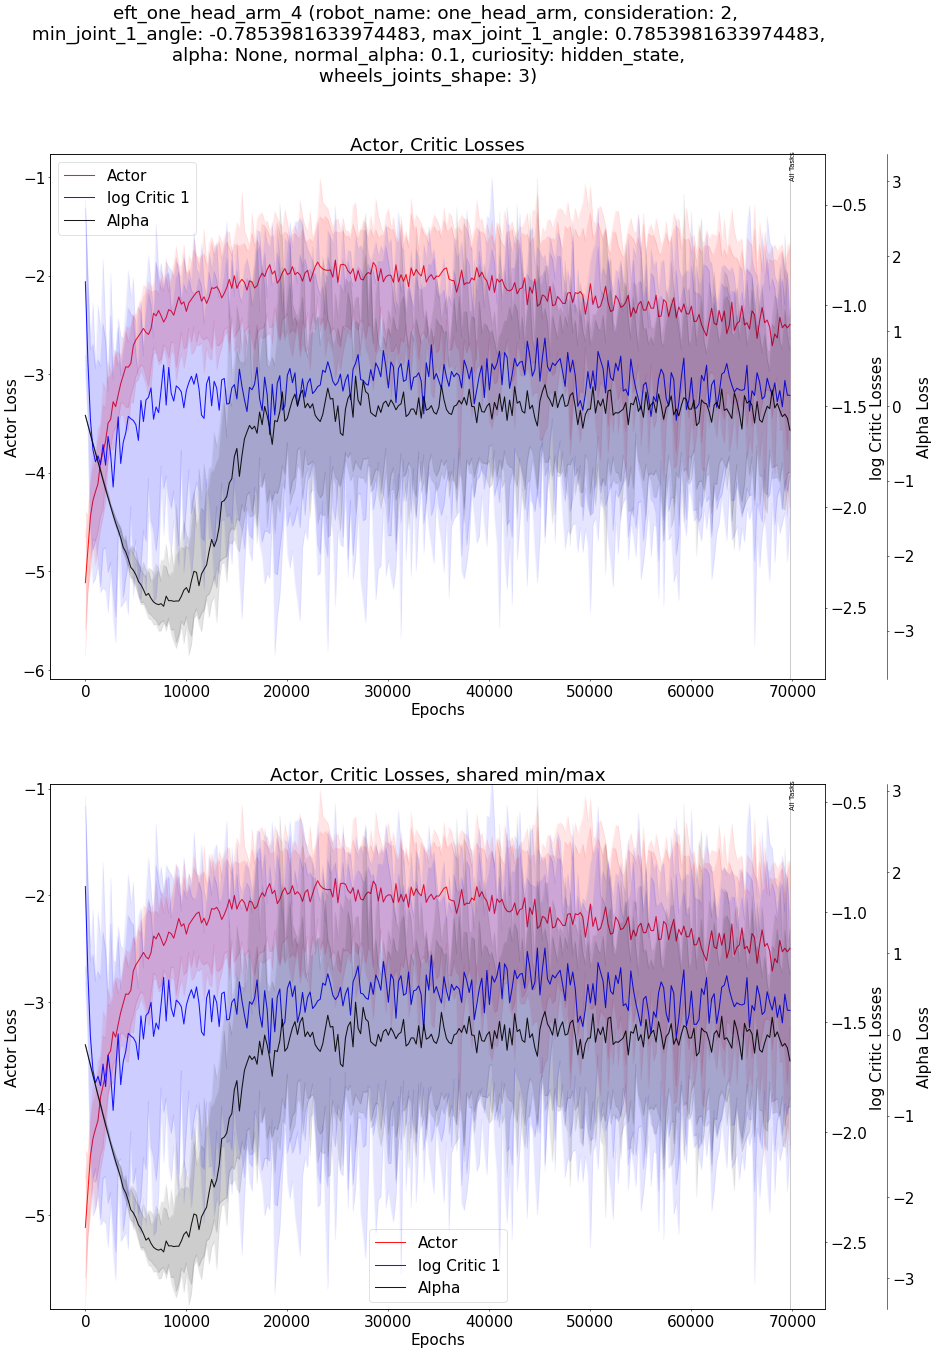 eft_one_head_arm_4 (robot_name: one_head_arm, consideration: 2,
min_joint_1_angle: -0.7853981633974483, max_joint_1_angle: 0.7853981633974483,
alpha: None, normal_alpha: 0.1, curiosity: hidden_state,
wheels_joints_shape: 3)
Actor, Critic Losses
Actor
log Critic 1
Alpha
All Tasks
−1
−2
−3
−4
−5
−6
Actor Loss
−0.5
−1.0
−1.5
−2.0
−2.5
log Critic Losses
3
2
1
0
−1
−2
−3
Alpha Loss
0
10000
20000
30000
40000
50000
60000
70000
Epochs
Actor, Critic Losses, shared min/max
All Tasks
−1
−2
−3
−4
−5
Actor Loss
−0.5
−1.0
−1.5
−2.0
−2.5
log Critic Losses
3
2
1
0
−1
−2
−3
Alpha Loss
Actor
log Critic 1
Alpha
0
10000
20000
30000
40000
50000
60000
70000
Epochs